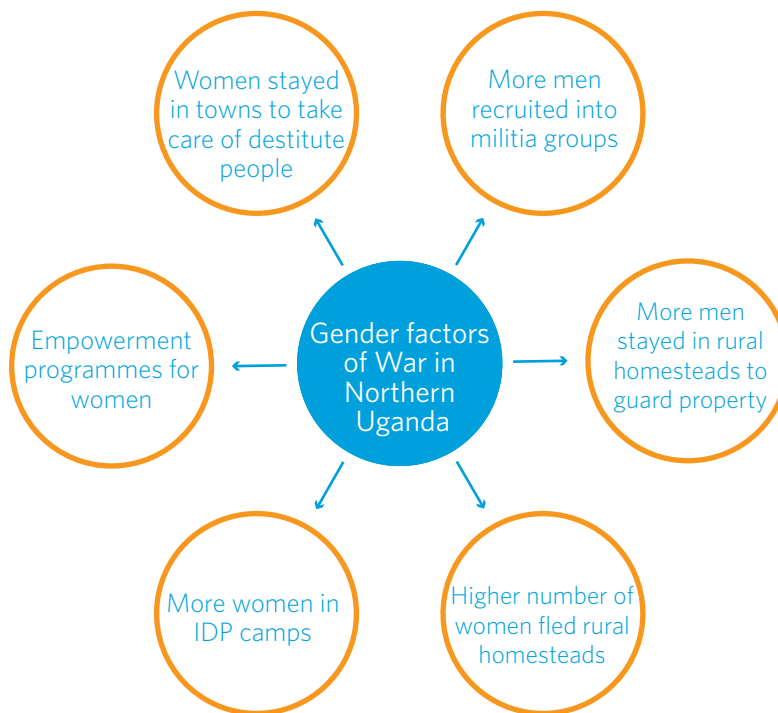 Women stayed
in towns to take
care of destitute
people
More men
recruited into
militia groups
Empowerment
programmes for
women
Gender factors
of War in
Northern
Uganda
More men
stayed in rural
homesteads to
guard property
More women in
IDP camps
Higher number of
women fled rural
homesteads